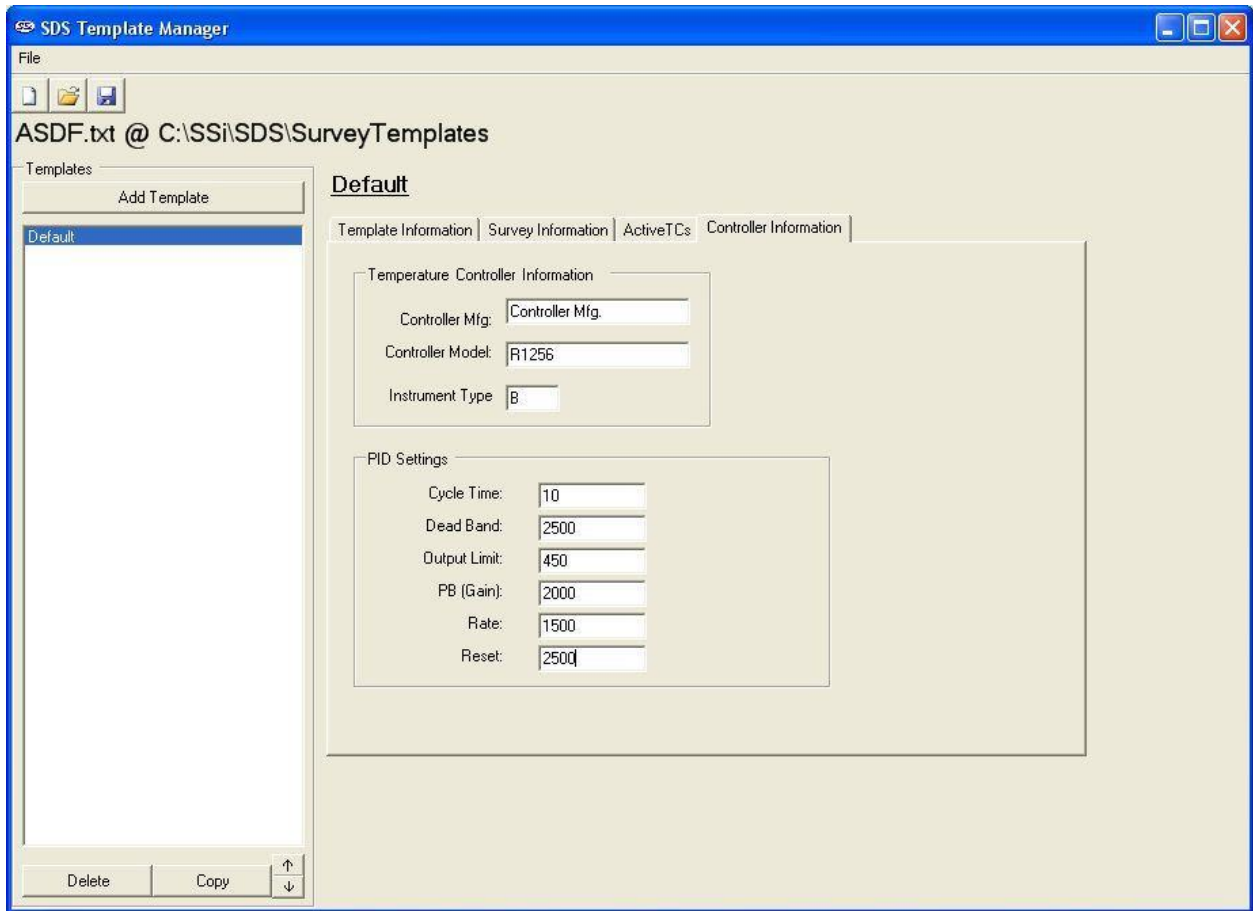 SSi SDS Template Manager
File
ASDF.txt @ C:\SSi\SDS\SurveyTemplates
Templates
Add Template
Default
Delete
Copy
Default
Template Information
Survey Information
ActiveTCs
Controller Information
Temperature Controller Information
Controller Mfg: Controller Mfg.
Controller Model: R1256
Instrument Type B
PID Settings
Cycle Time: 10
Dead Band: 2500
Output Limit: 450
PB (Gain): 2000
Rate: 1500
Reset: 2500